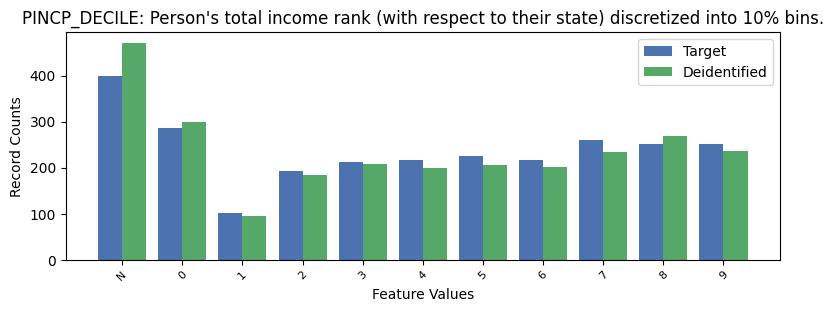 PINCP_DECILE: Person's total income rank (with respect to their state) discretized into 10% bins.
Target
Deidentified
Record Counts
400
300
200
100
0
N 0 1 2 3 4 5 6 7 8 9
Feature Values